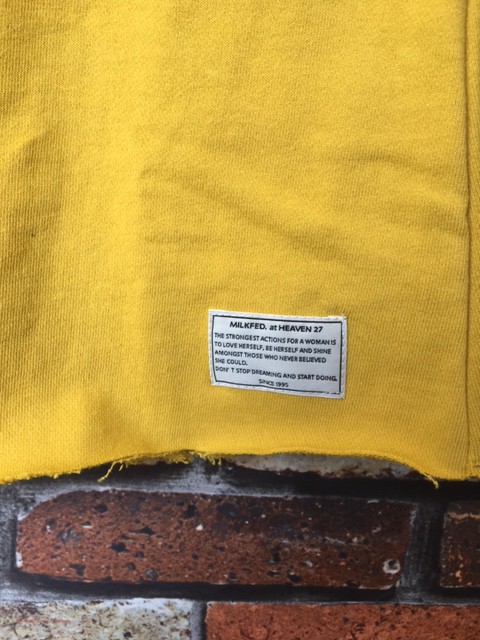 MILKFED. at HEAVEN 27
THE STRONGEST ACTIONS FOR A WOMAN IS
TO LOVE HERSELF, BE HERSELF AND SHINE
AMONGST THOSE WHO NEVER BELIEVED
SHE COULD.
DON' T STOP DREAMING AND START DOING.
SINCE 1995